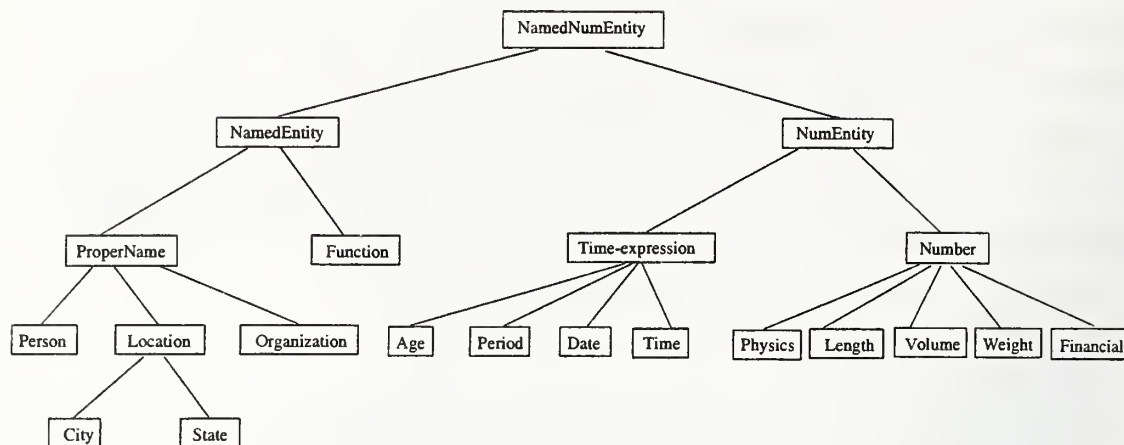 NamedNumEntity
NamedEntity
NumEntity
ProperName
Function
Time-expression
Number
Person
Location
Organization
Age
Period
Date
Time
Physics
Length
Volume
Weight
Financial
City
State